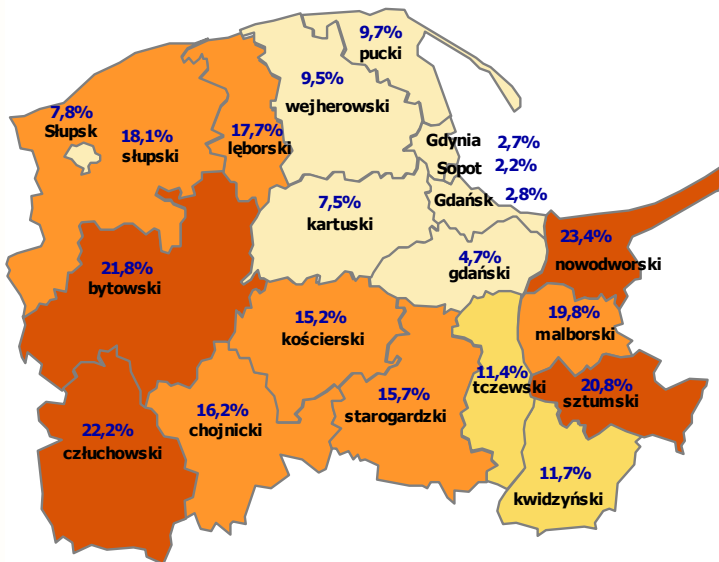 9,7%
pucki
9,5%
wejherowski
7,8%
Słupsk
18,1%
słupski
17,7%
lęborski
Gdynia 2,7%
Sopot 2,2%
Gdańsk 2,8%
7,5%
kartuski
4,7%
gdański
23,4%
nowodworski
21,8%
bytowski
15,2%
kościerski
19,8%
malborski
11,4%
tczewski
20,8%
sztumski
15,7%
starogardzki
16,2%
chojnicki
22,2%
człuchowski
11,7%
kwidzyński